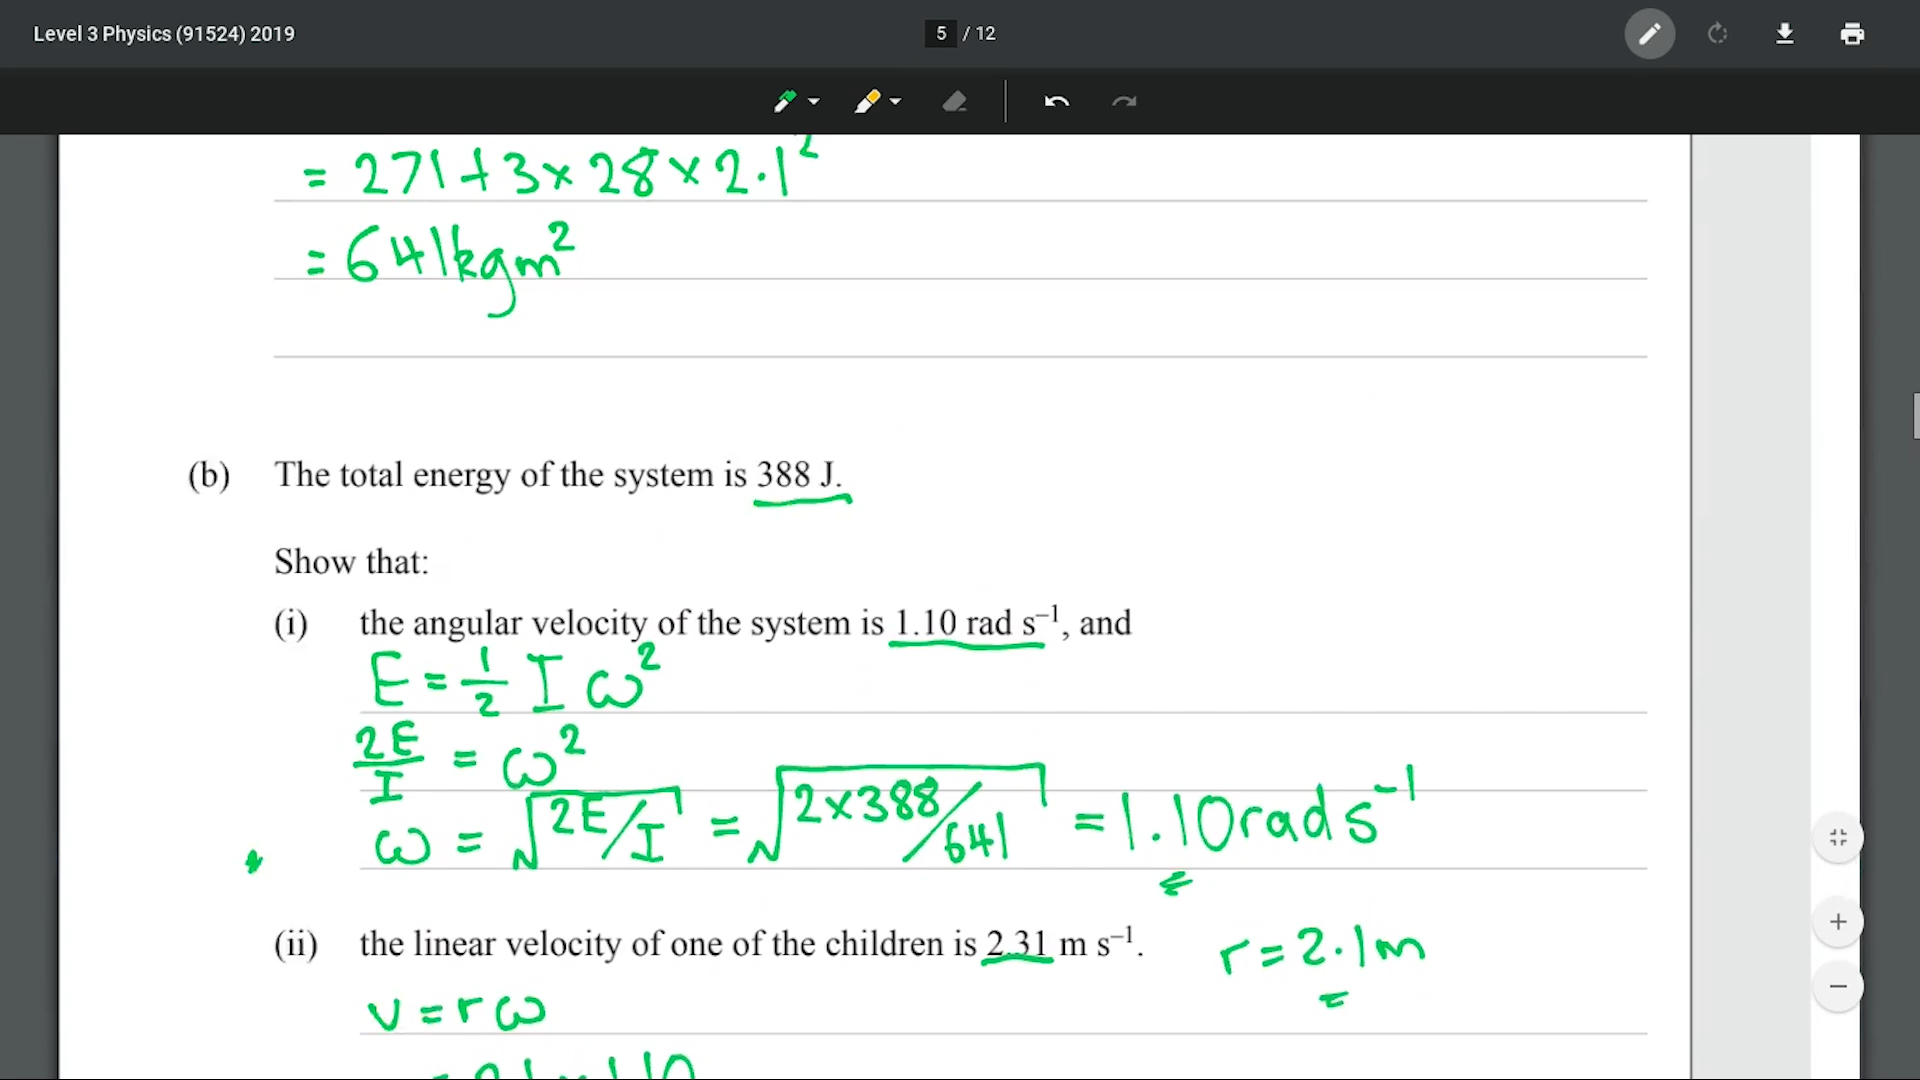 Level 3 Physics (91524) 2019
5 / 12
= 271 + 3 × 28 × 2.1²
= 641 kgm²
(b) The total energy of the system is 388 J.
Show that:
(i) the angular velocity of the system is 1.10 rad s⁻¹, and
E = ½ I ω²
2E/I = ω²
ω = √2E/I = √2×388/641 = 1.10 rad s⁻¹
(ii) the linear velocity of one of the children is 2.31 m s⁻¹. r = 2.1m
v = rω